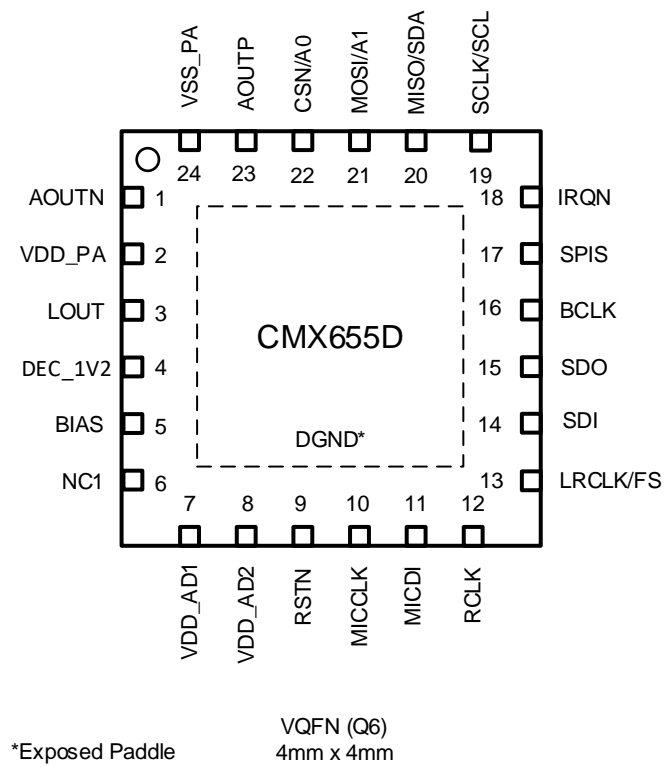 VSS_PA
AOUTP
CSN/A0
MOSI/A1
MISO/SDA
SCLK/SCL
24
23
22
21
20
19
AOUTN
1
18
IRQN
VDD_PA
2
17
SPIS
LOUT
3
16
BCLK
CMX655D
DEC_1V2
4
15
SDO
BIAS
5
14
SDI
DGND*
NC1
6
13
LRCLK/FS
7
8
9
10
11
12
VDD_AD1
VDD_AD2
RSTN
MICCLK
MICDI
RCLK
VQFN (Q6)
*Exposed Paddle
4mm x 4mm